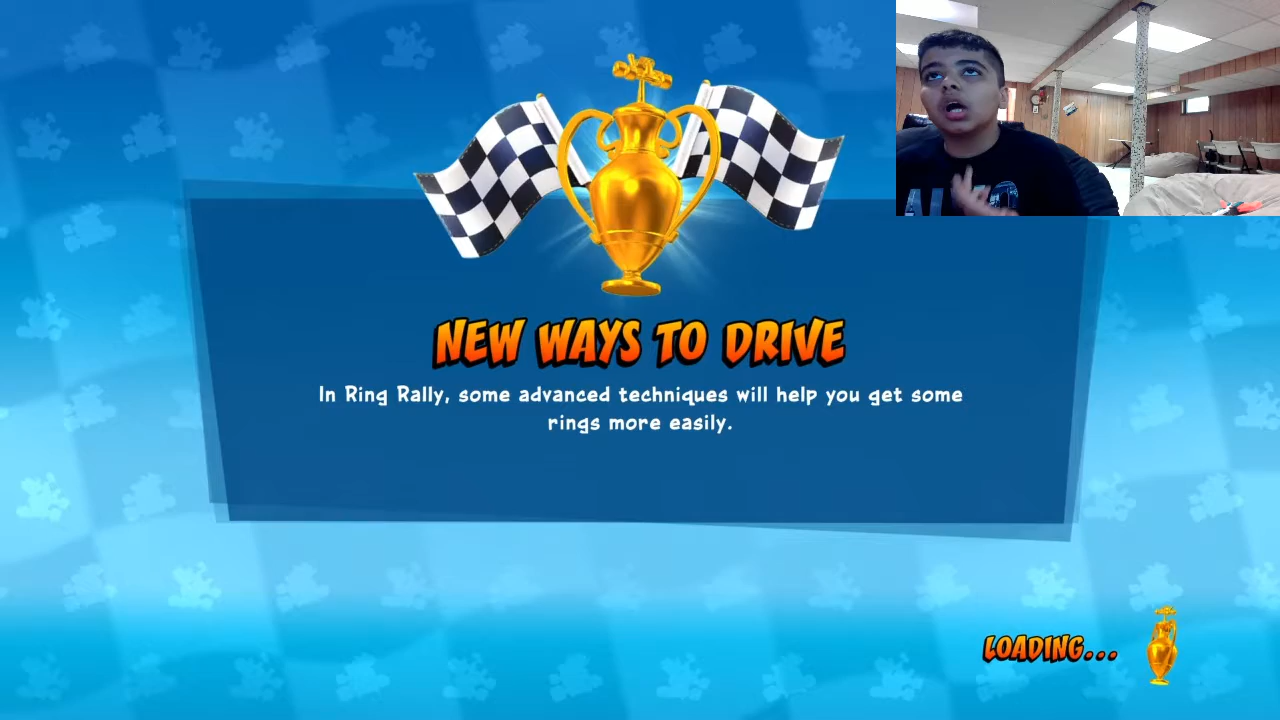 NEW WAYS TO DRIVE
In Ring Rally, some advanced techniques will help you get some
rings more easily.
LOADING...